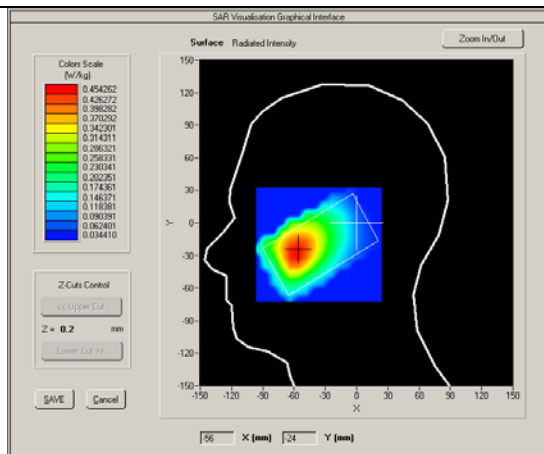 SAR Visualisation Graphical Interface
Surface Radiated Intensity
Zoom In/Out
Colors Scale
(W/kg)
0.454262
0.426272
0.398282
0.370292
0.342301
0.314311
0.286321
0.258331
0.230341
0.202351
0.174361
0.146371
0.118381
0.090391
0.062401
0.034410
Z-Cuts Control
<< Upper Cut
Z = 0.2 mm
Lower Cut >>
SAVE Cancel
150
120
90
60
30
0
-30
-60
-90
-120
-150
Y
-150 -120 -90 -60 -30 0 30 60 90 120 150
X
-56 X (mm) -24 Y (mm)